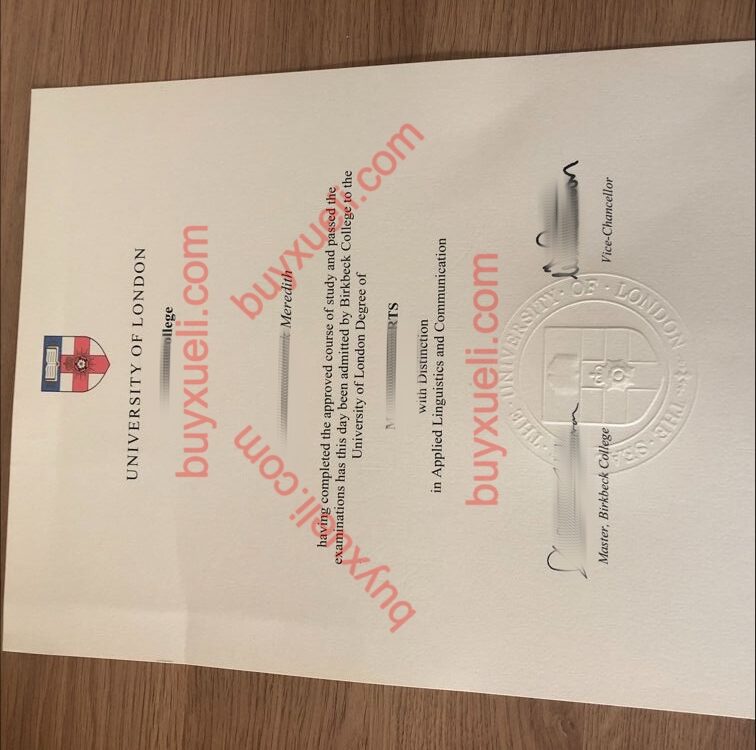 UNIVERSITY OF LONDON
Meredith
having completed the approved course of study and passed the
examinations has this day been admitted by Birkbeck College to the
University of London Degree of
with Distinction
in Applied Linguistics and Communication
Master, Birkbeck College
Vice-Chancellor
THE UNIVERSITY · OF · LONDON
buyxueli.com
buyxueli.com
buyxueli.com
buyxueli.com